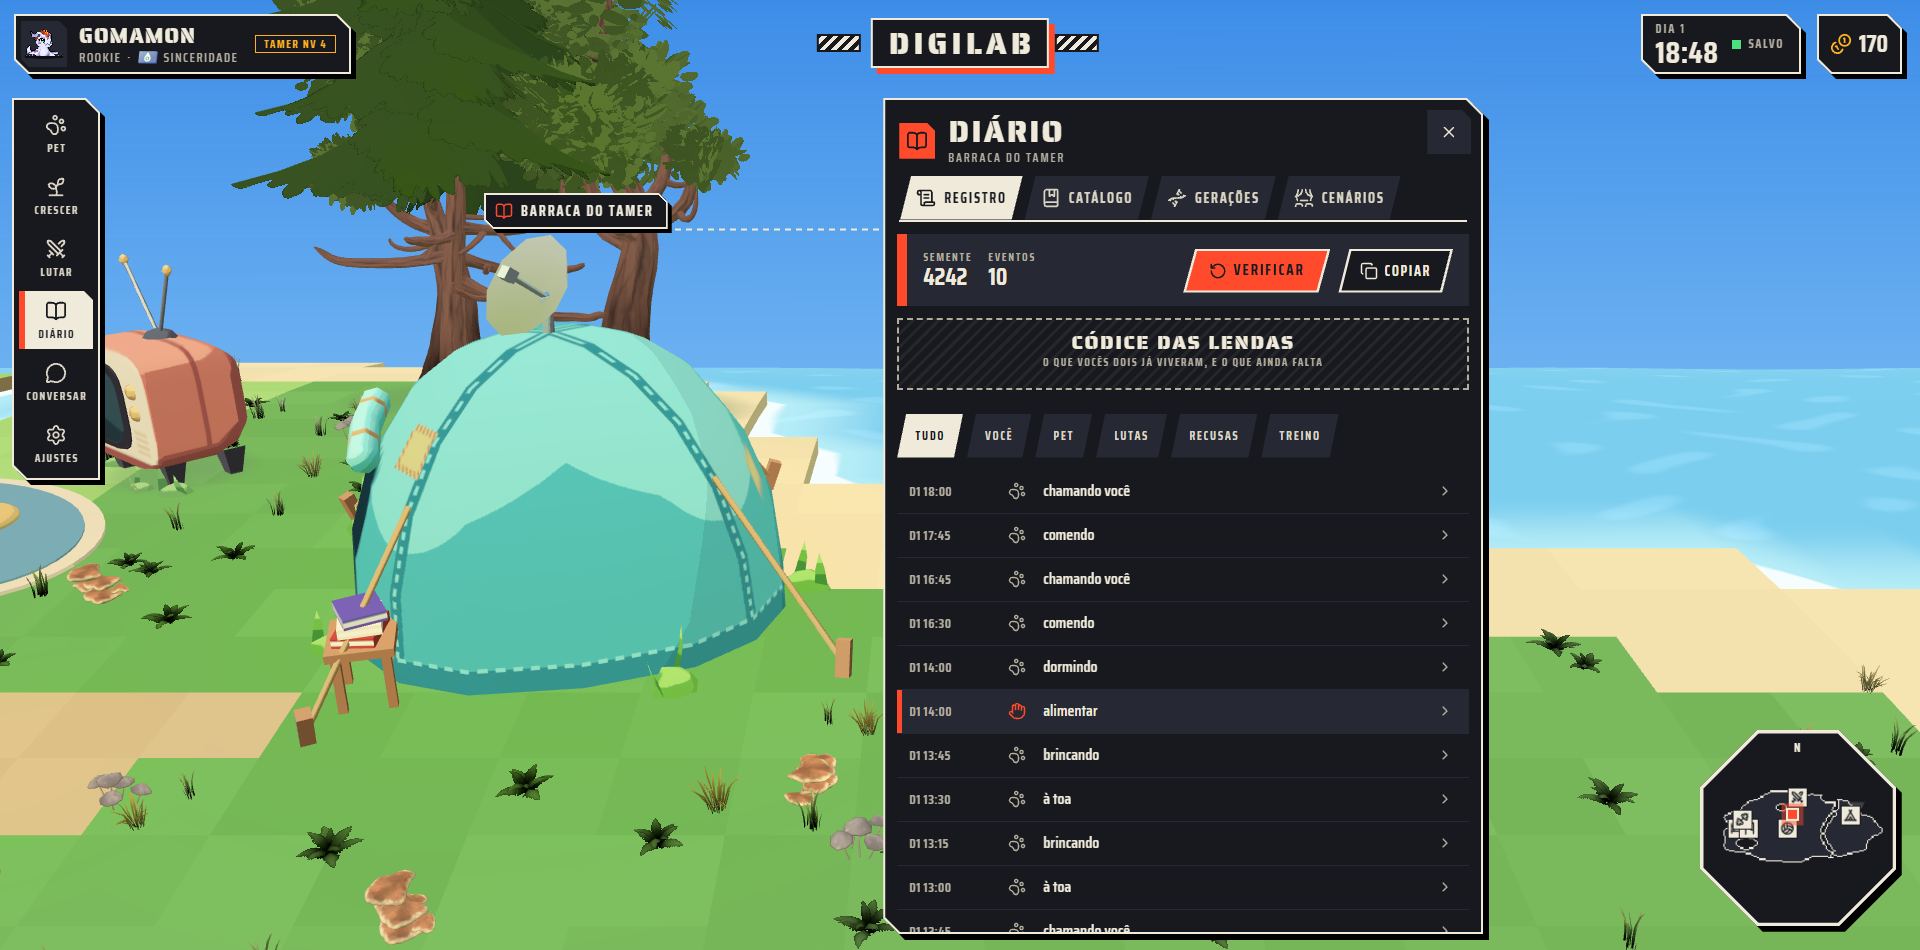 GOMAMON
ROOKIE · SINCERIDADE
TAMER NV 4
DIGILAB
DIA 1
18:48
SALVO
170
PET
CRESCER
LUTAR
DIÁRIO
CONVERSAR
AJUSTES
BARRACA DO TAMER
DIÁRIO
BARRACA DO TAMER
REGISTRO
CATÁLOGO
GERAÇÕES
CENÁRIOS
SEMENTE
4242
EVENTOS
10
VERIFICAR
COPIAR
CÓDICE DAS LENDAS
O QUE VOCÊS DOIS JÁ VIVERAM, E O QUE AINDA FALTA
TUDO
VOCÊ
PET
LUTAS
RECUSAS
TREINO
D1 18:00 chamando você
D1 17:45 comendo
D1 16:45 chamando você
D1 16:30 comendo
D1 14:00 dormindo
D1 14:00 alimentar
D1 13:45 brincando
D1 13:30 à toa
D1 13:15 brincando
D1 13:00 à toa
chamando você
N